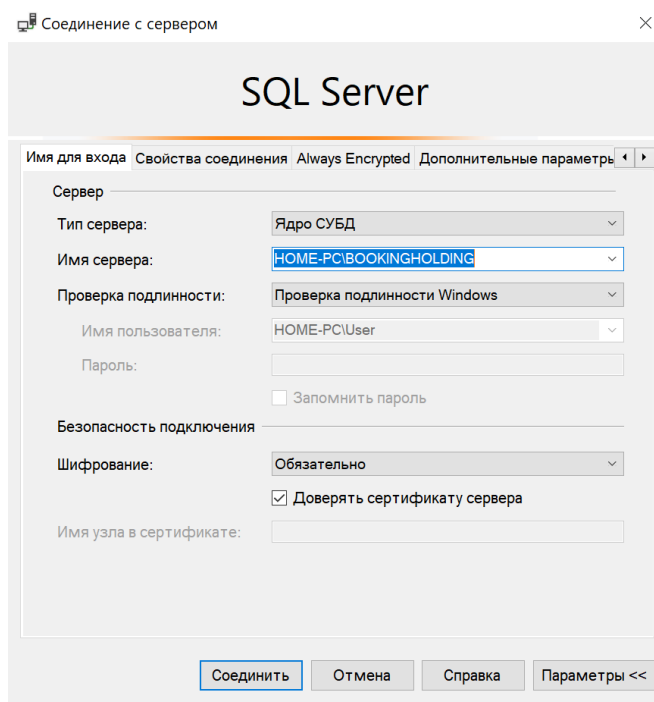 Соединение с сервером
SQL Server
Имя для входа Свойства соединения Always Encrypted Дополнительные параметры
Сервер
Тип сервера: Ядро СУБД
Имя сервера: HOME-PC\BOOKINGHOLDING
Проверка подлинности: Проверка подлинности Windows
Имя пользователя: HOME-PC\User
Пароль:
Запомнить пароль
Безопасность подключения
Шифрование: Обязательно
Доверять сертификату сервера
Имя узла в сертификате:
Соединить Отмена Справка Параметры <<